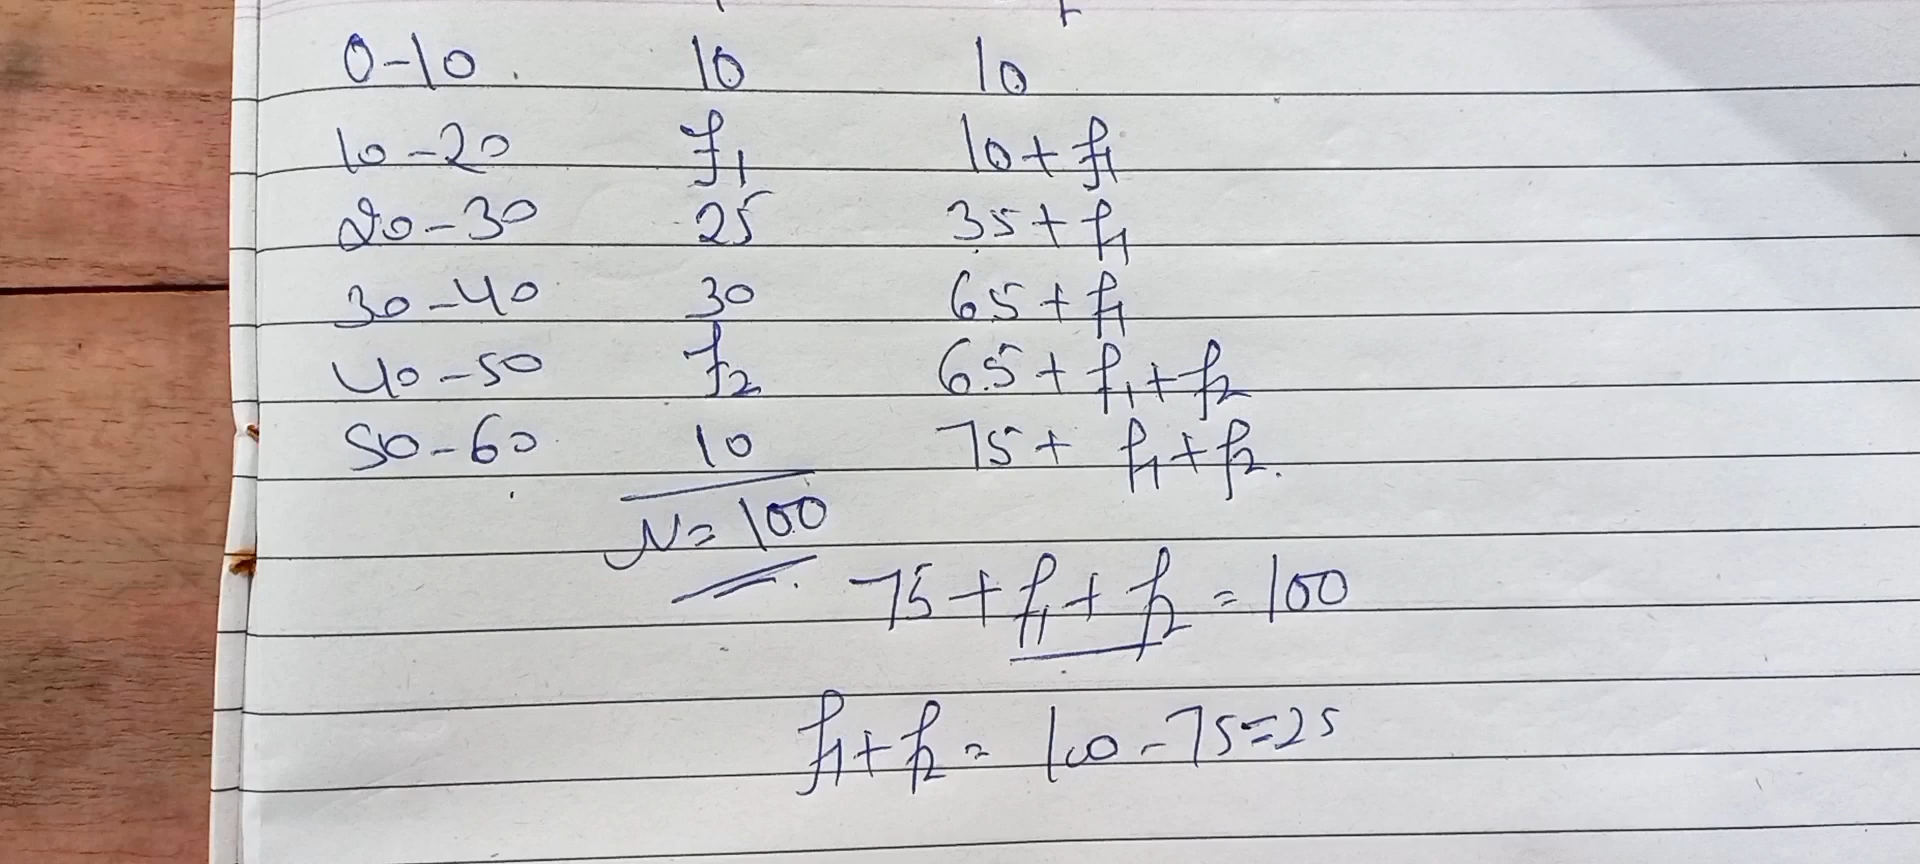 0-10 10 10
10-20 f₁ 10+f₁
20-30 25 35+f₁
30-40 30 65+f₁
40-50 f₂ 65+f₁+f₂
50-60 10 75+ f₁+f₂.
N=100
75+f₁+f₂=100
f₁+f₂= 100-75=25